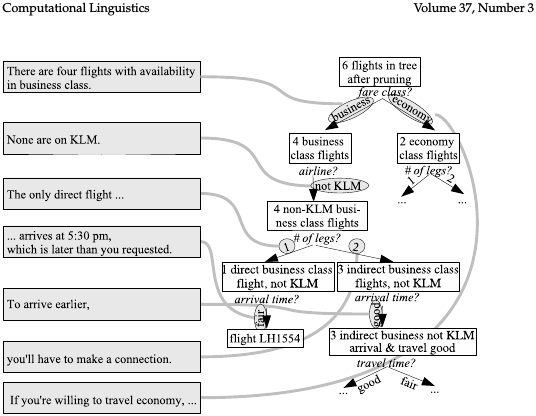 Computational Linguistics
Volume 37, Number 3
There are four flights with availability
in business class.
None are on KLM.
The only direct flight ...
... arrives at 5:30 pm,
which is later than you requested.
To arrive earlier,
you'll have to make a connection.
If you're willing to travel economy, ...
6 flights in tree
after pruning
fare class?
business
economy
4 business
class flights
2 economy
class flights
airline?
# of legs?
not KLM
1
2
...
...
4 non-KLM busi-
ness class flights
# of legs?
1
2
1 direct business class
flight, not KLM
3 indirect business class
flights, not KLM
arrival time?
arrival time?
fair
good
flight LH1554
3 indirect business not KLM
arrival & travel good
travel time?
good
fair
...
...